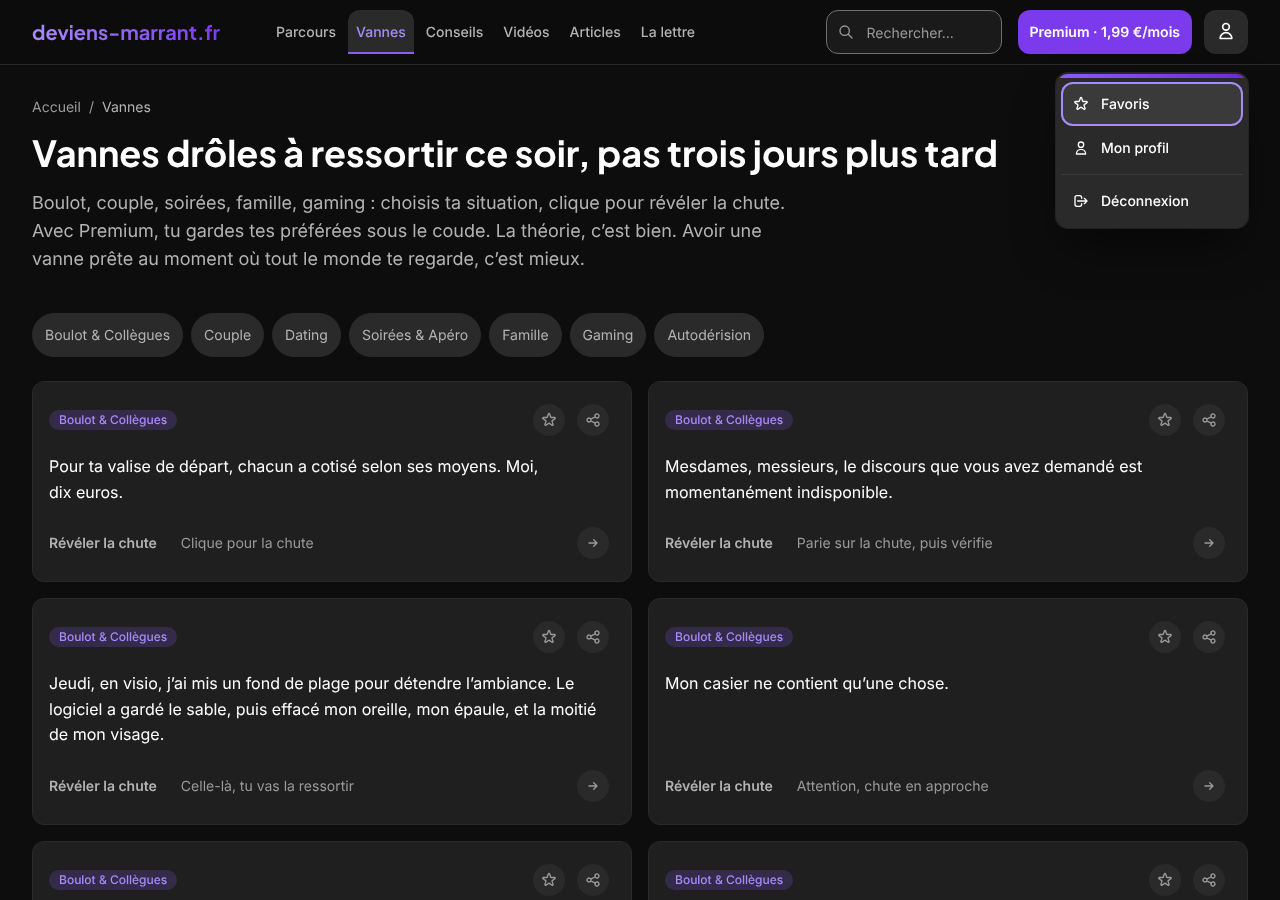 deviens-marrant.fr
Parcours
Vannes
Conseils
Vidéos
Articles
La lettre
Rechercher...
Premium · 1,99 €/mois
Favoris
Mon profil
Déconnexion
Accueil / Vannes
Vannes drôles à ressortir ce soir, pas trois jours plus tard
Boulot, couple, soirées, famille, gaming : choisis ta situation, clique pour révéler la chute.
Avec Premium, tu gardes tes préférées sous le coude. La théorie, c’est bien. Avoir une
vanne prête au moment où tout le monde te regarde, c’est mieux.
Boulot & Collègues
Couple
Dating
Soirées & Apéro
Famille
Gaming
Autodérision
Boulot & Collègues
Pour ta valise de départ, chacun a cotisé selon ses moyens. Moi,
dix euros.
Révéler la chute
Clique pour la chute
Boulot & Collègues
Mesdames, messieurs, le discours que vous avez demandé est
momentanément indisponible.
Révéler la chute
Parie sur la chute, puis vérifie
Boulot & Collègues
Jeudi, en visio, j’ai mis un fond de plage pour détendre l’ambiance. Le
logiciel a gardé le sable, puis effacé mon oreille, mon épaule, et la moitié
de mon visage.
Révéler la chute
Celle-là, tu vas la ressortir
Boulot & Collègues
Mon casier ne contient qu’une chose.
Révéler la chute
Attention, chute en approche
Boulot & Collègues
Boulot & Collègues